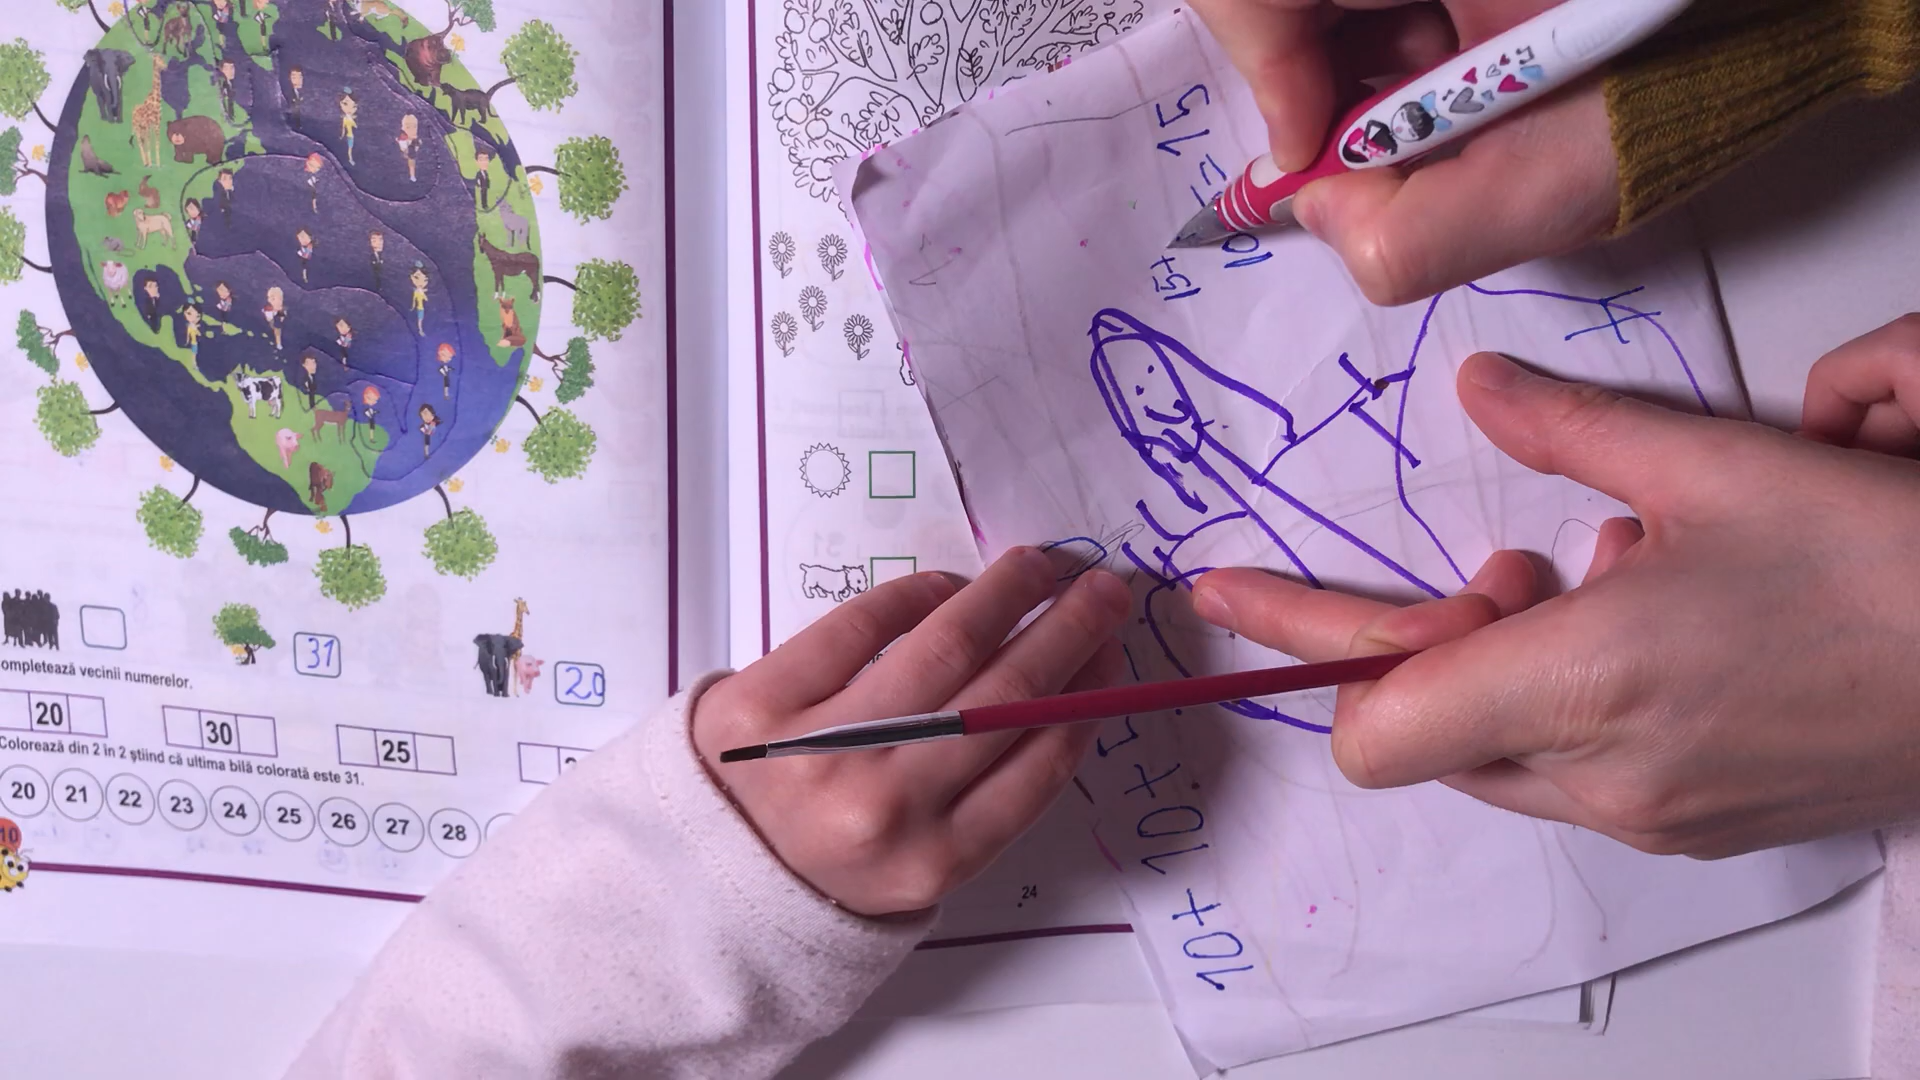 31
20
ompletează vecinii numerelor.
20 30 25
Colorează din 2 în 2 știind că ultima bilă colorată este 31.
20 21 22 23 24 25 26 27 28
10
24
= 15
15+
10
10+ 10+ 5